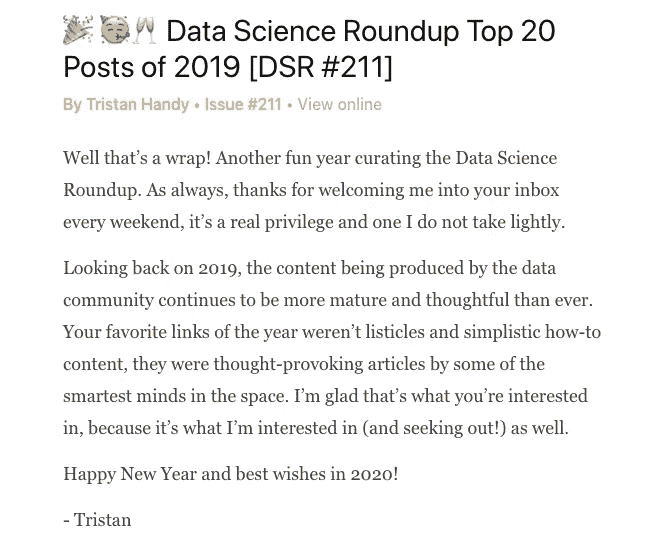 🎉 🥳 🥂 Data Science Roundup Top 20
Posts of 2019 [DSR #211]
By Tristan Handy • Issue #211 • View online
Well that’s a wrap! Another fun year curating the Data Science
Roundup. As always, thanks for welcoming me into your inbox
every weekend, it’s a real privilege and one I do not take lightly.
Looking back on 2019, the content being produced by the data
community continues to be more mature and thoughtful than ever.
Your favorite links of the year weren’t listicles and simplistic how-to
content, they were thought-provoking articles by some of the
smartest minds in the space. I’m glad that’s what you’re interested
in, because it’s what I’m interested in (and seeking out!) as well.
Happy New Year and best wishes in 2020!
- Tristan